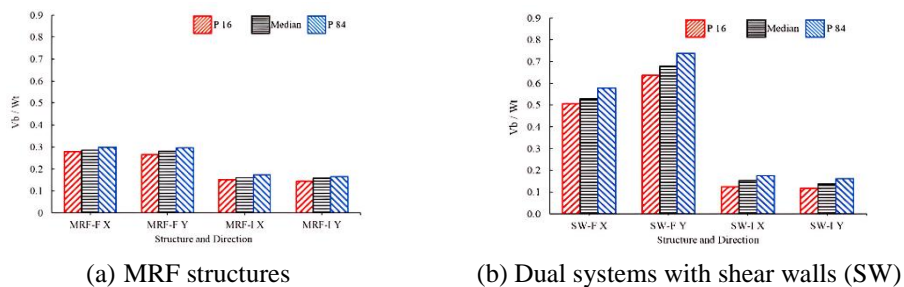 P 16 Median P 84
0.9
0.8
0.7
0.6
0.5
0.4
0.3
0.2
0.1
0
Vb / Wt
MRF-F X MRF-F Y MRF-I X MRF-I Y
Structure and Direction
(a) MRF structures
P 16 Median P 84
0.9
0.8
0.7
0.6
0.5
0.4
0.3
0.2
0.1
0.0
Vb / Wt
SW-F X SW-F Y SW-I X SW-I Y
Structure and Direction
(b) Dual systems with shear walls (SW)